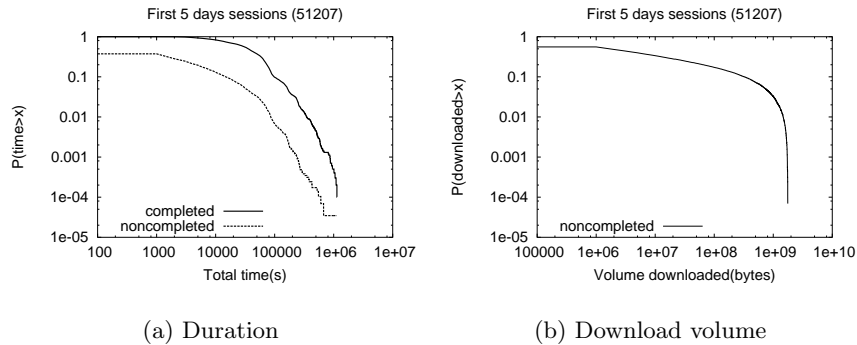 First 5 days sessions (51207)
1
0.1
0.01
0.001
1e-04
1e-05
P(time>x)
completed
noncompleted
100
1000
10000
100000
1e+06
1e+07
Total time(s)
(a) Duration
First 5 days sessions (51207)
1
0.1
0.01
0.001
1e-04
1e-05
P(downloaded>x)
noncompleted
100000
1e+06
1e+07
1e+08
1e+09
1e+10
Volume downloaded(bytes)
(b) Download volume